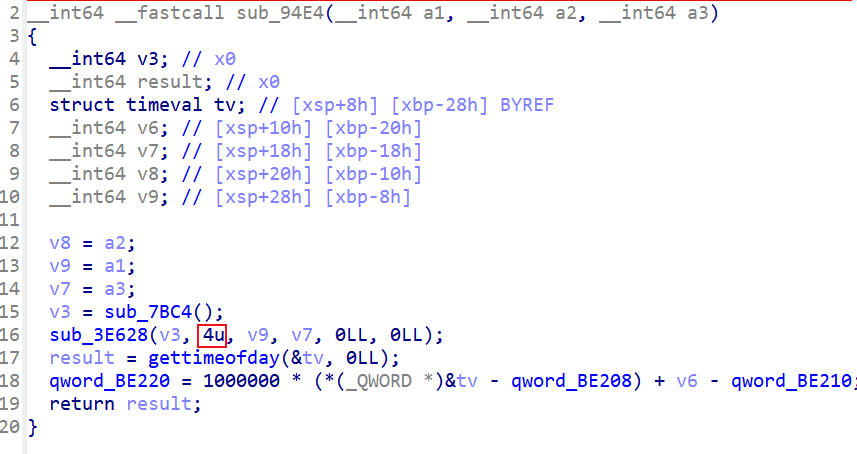 2 __int64 __fastcall sub_94E4(__int64 a1, __int64 a2, __int64 a3)
3 {
4 __int64 v3; // x0
5 __int64 result; // x0
6 struct timeval tv; // [xsp+8h] [xbp-28h] BYREF
7 __int64 v6; // [xsp+10h] [xbp-20h]
8 __int64 v7; // [xsp+18h] [xbp-18h]
9 __int64 v8; // [xsp+20h] [xbp-10h]
10 __int64 v9; // [xsp+28h] [xbp-8h]
11
12 v8 = a2;
13 v9 = a1;
14 v7 = a3;
15 v3 = sub_7BC4();
16 sub_3E628(v3, 4u, v9, v7, 0LL, 0LL);
17 result = gettimeofday(&tv, 0LL);
18 qword_BE220 = 1000000 * (*(_QWORD *)&tv - qword_BE208) + v6 - qword_BE210;
19 return result;
20 }